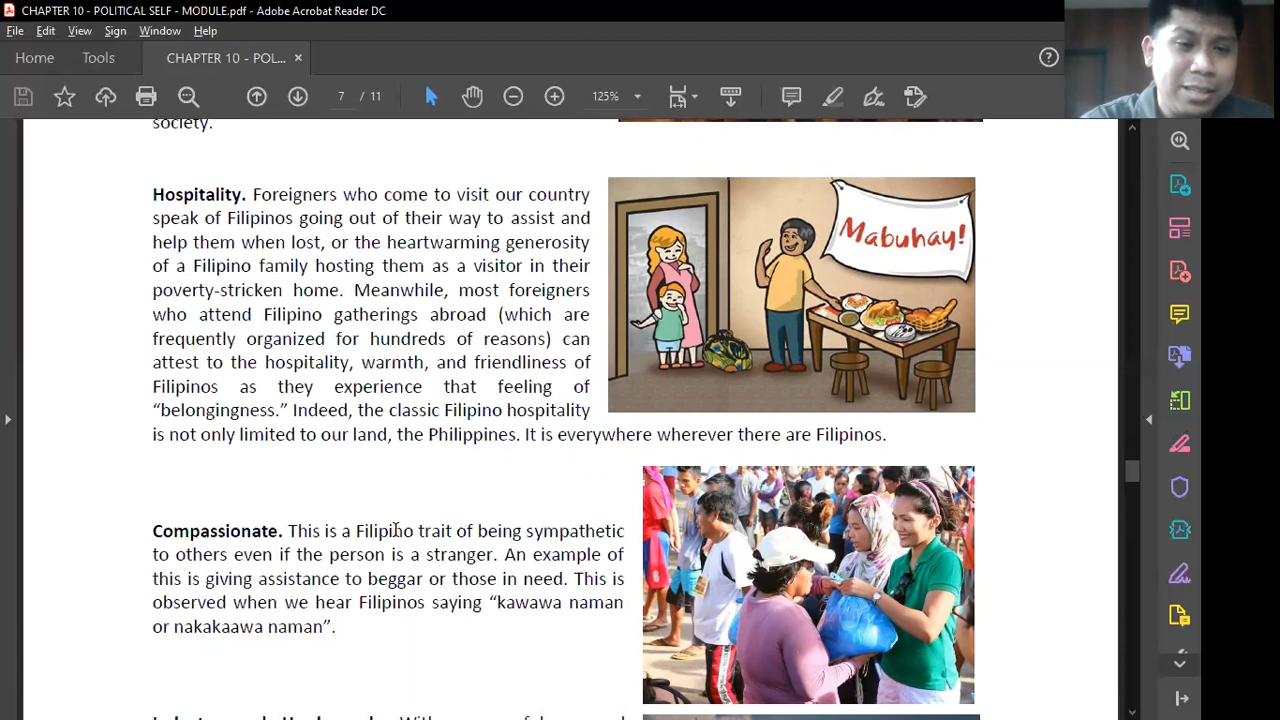 CHAPTER 10 - POLITICAL SELF - MODULE.pdf - Adobe Acrobat Reader DC
File Edit View Sign Window Help
Home Tools CHAPTER 10 - POL... ×
7 / 11 125%
society.
Hospitality. Foreigners who come to visit our country
speak of Filipinos going out of their way to assist and
help them when lost, or the heartwarming generosity
of a Filipino family hosting them as a visitor in their
poverty-stricken home. Meanwhile, most foreigners
who attend Filipino gatherings abroad (which are
frequently organized for hundreds of reasons) can
attest to the hospitality, warmth, and friendliness of
Filipinos as they experience that feeling of
“belongingness.” Indeed, the classic Filipino hospitality
is not only limited to our land, the Philippines. It is everywhere wherever there are Filipinos.
Mabuhay!
Compassionate. This is a Filipino trait of being sympathetic
to others even if the person is a stranger. An example of
this is giving assistance to beggar or those in need. This is
observed when we hear Filipinos saying “kawawa naman
or nakakaawa naman”.